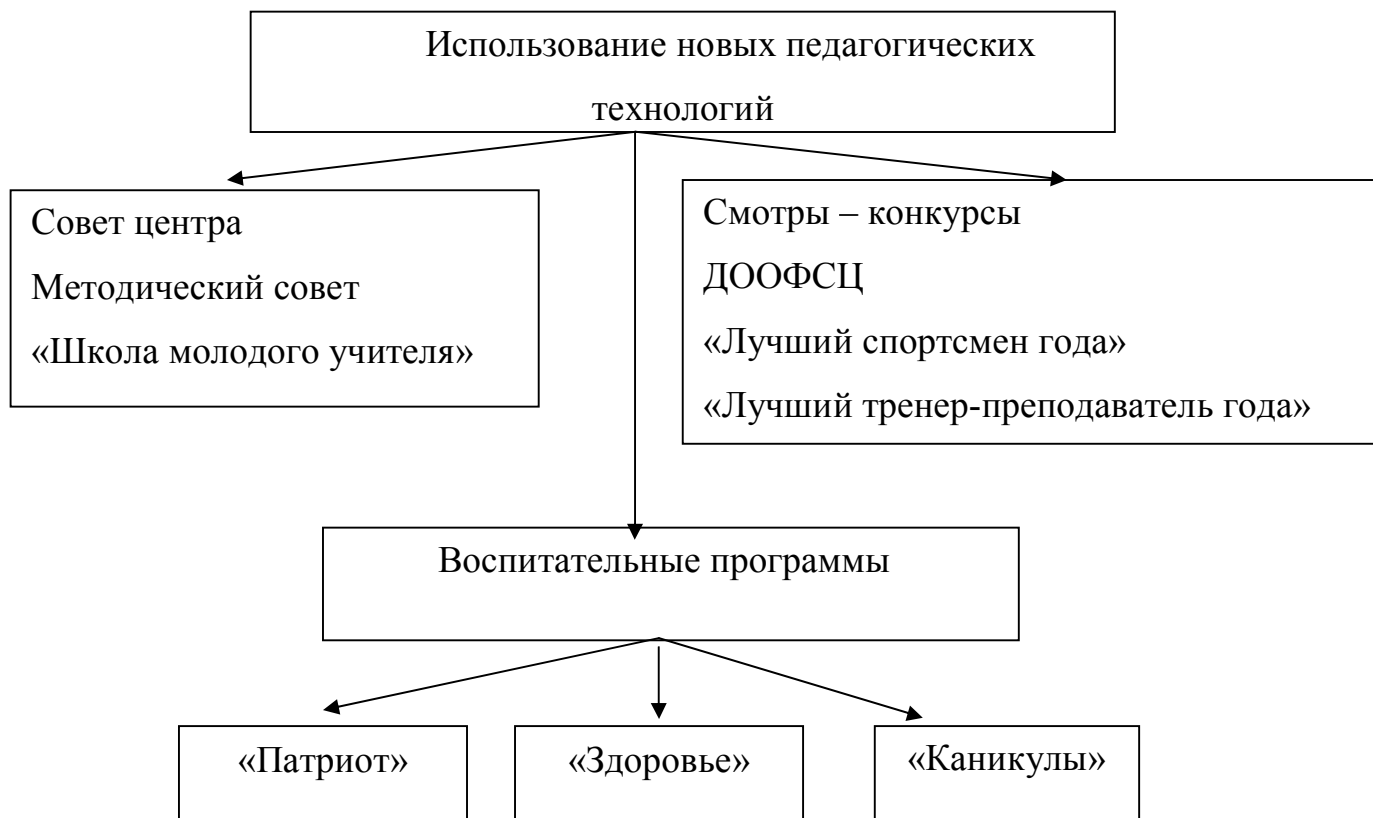 Использование новых педагогических
технологий
Совет центра
Методический совет
«Школа молодого учителя»
Смотры – конкурсы
ДООФСЦ
«Лучший спортсмен года»
«Лучший тренер-преподаватель года»
Воспитательные программы
«Патриот»
«Здоровье»
«Каникулы»